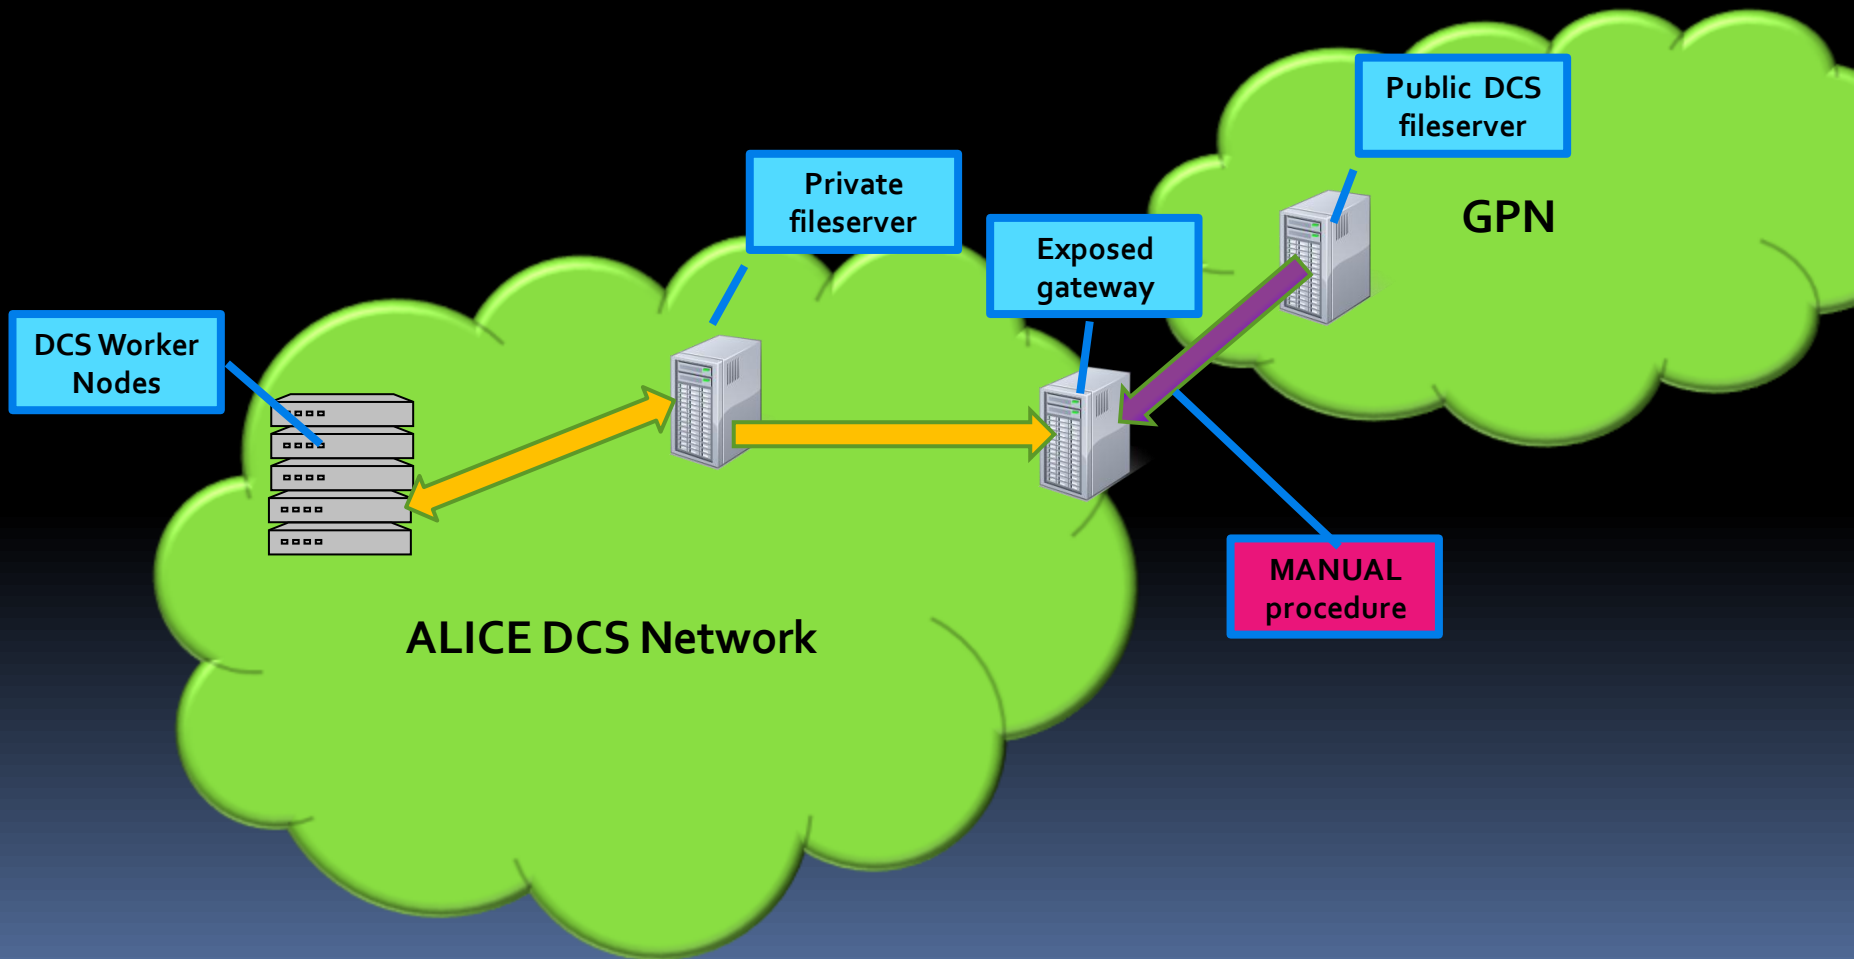 Public DCS
fileserver
GPN
Private
fileserver
Exposed
gateway
DCS Worker
Nodes
MANUAL
procedure
ALICE DCS Network